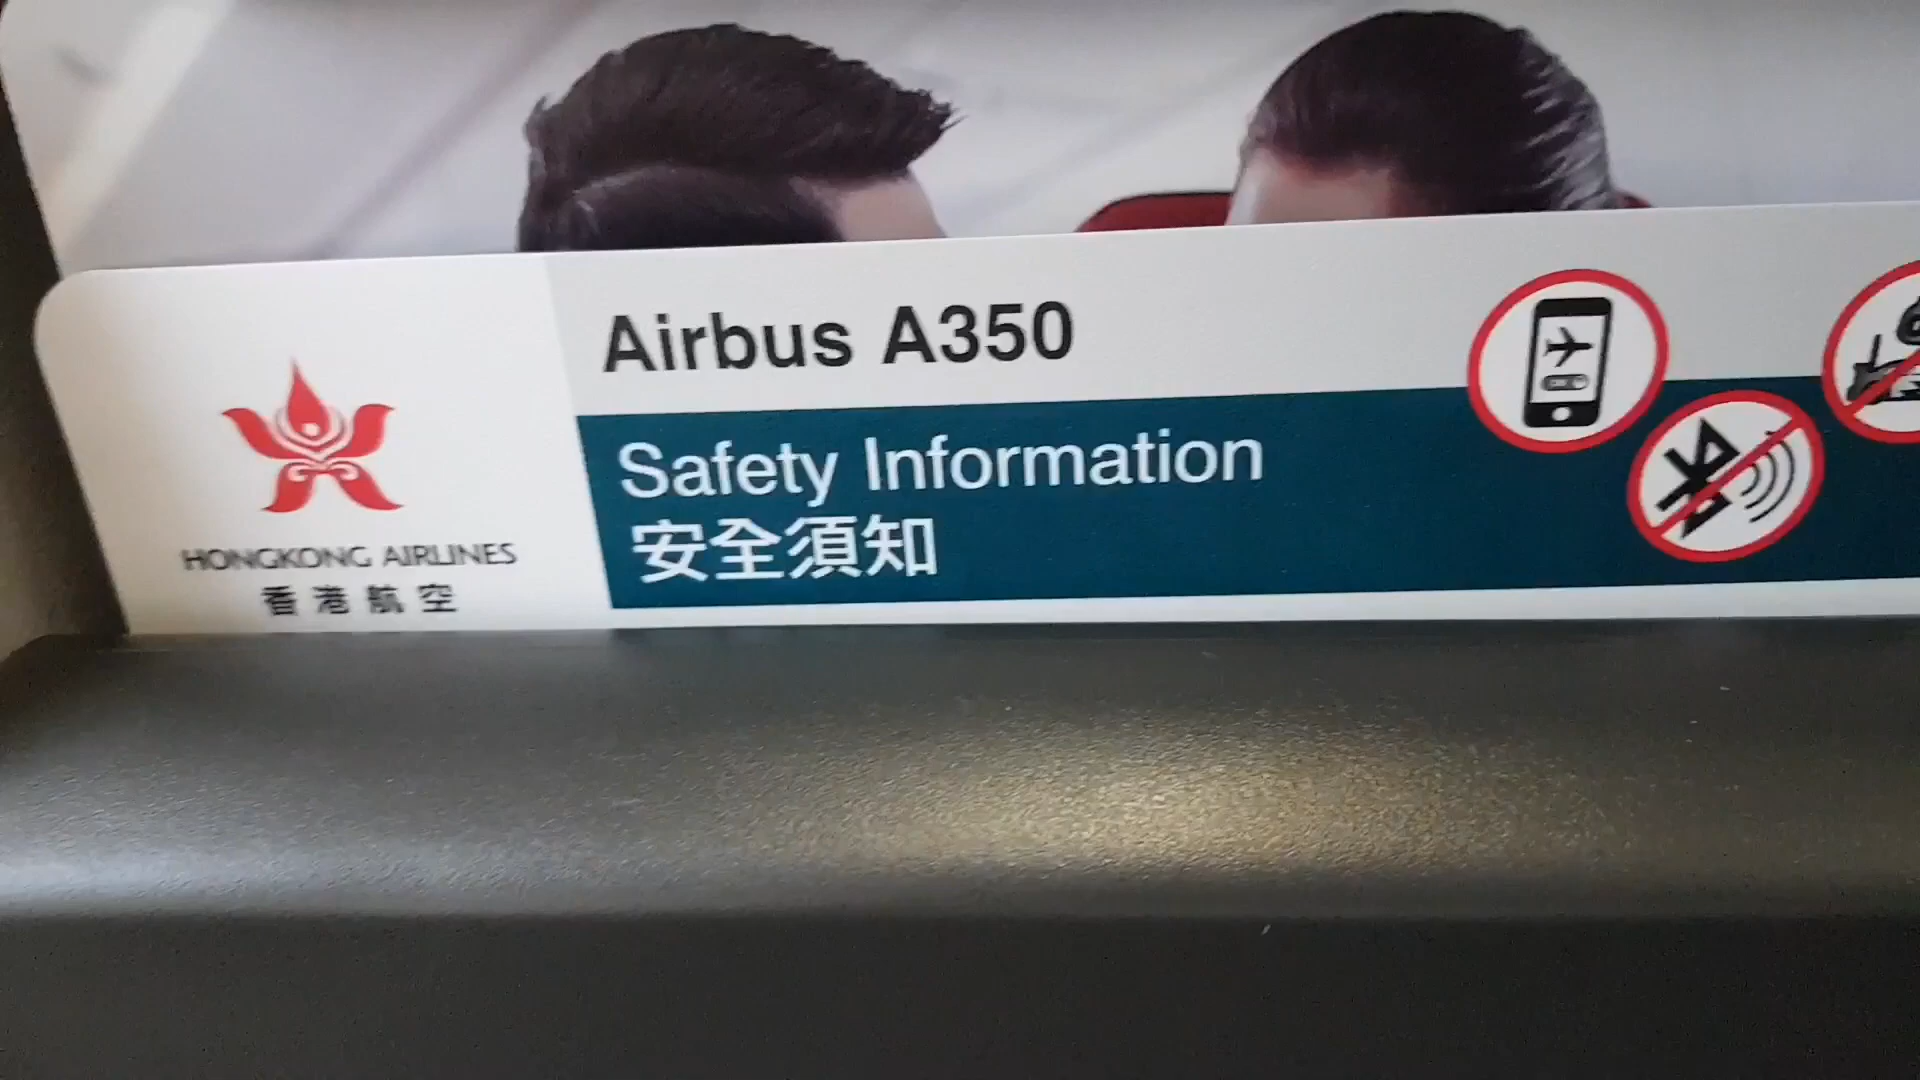 Airbus A350
Safety Information
安全須知
HONGKONG AIRLINES
香港航空